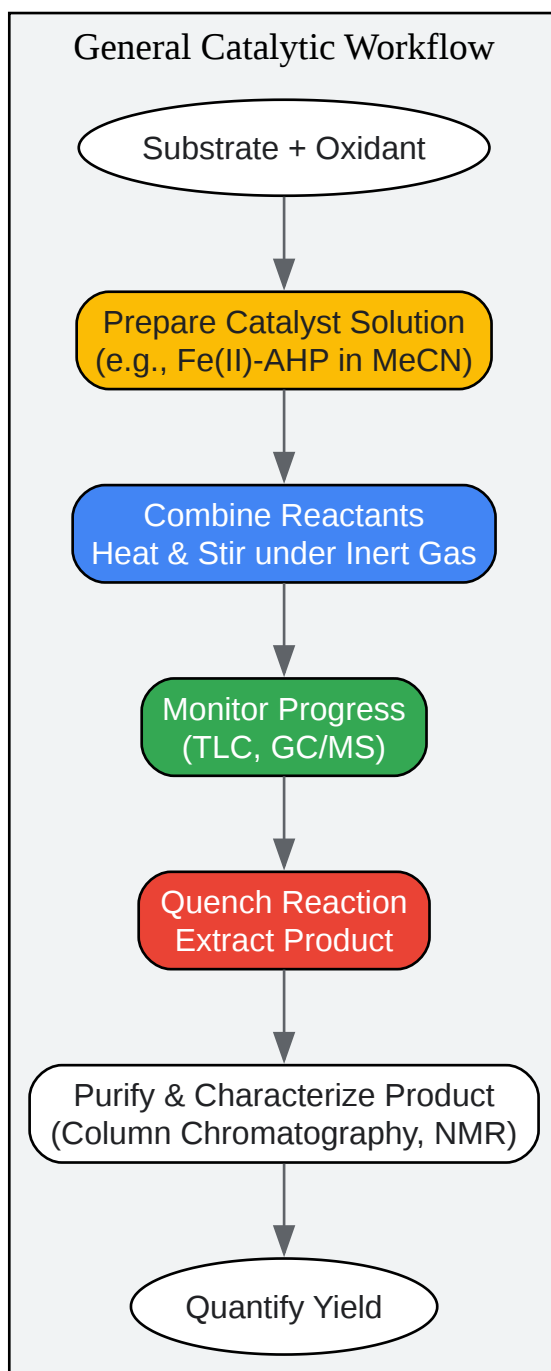 General Catalytic Workflow
Substrate + Oxidant
Prepare Catalyst Solution
(e.g., Fe(II)-AHP in MeCN)
Combine Reactants
Heat & Stir under Inert Gas
Monitor Progress
(TLC, GC/MS)
Quench Reaction
Extract Product
Purify & Characterize Product
(Column Chromatography, NMR)
Quantify Yield